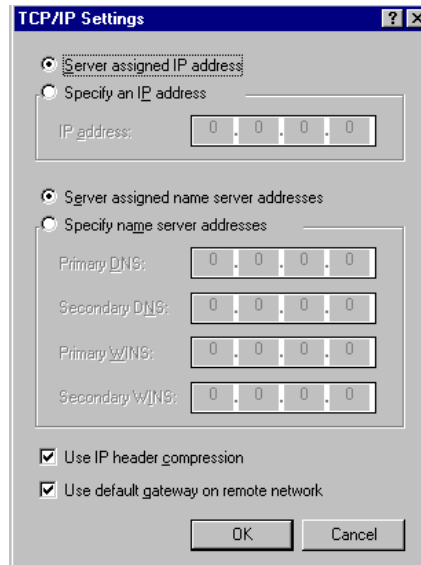 TCP/IP Settings ? X
Server assigned IP address
Specify an IP address
IP address: 0 . 0 . 0 . 0
Server assigned name server addresses
Specify name server addresses
Primary DNS: 0 . 0 . 0 . 0
Secondary DNS: 0 . 0 . 0 . 0
Primary WINS: 0 . 0 . 0 . 0
Secondary WINS: 0 . 0 . 0 . 0
Use IP header compression
Use default gateway on remote network
OK Cancel